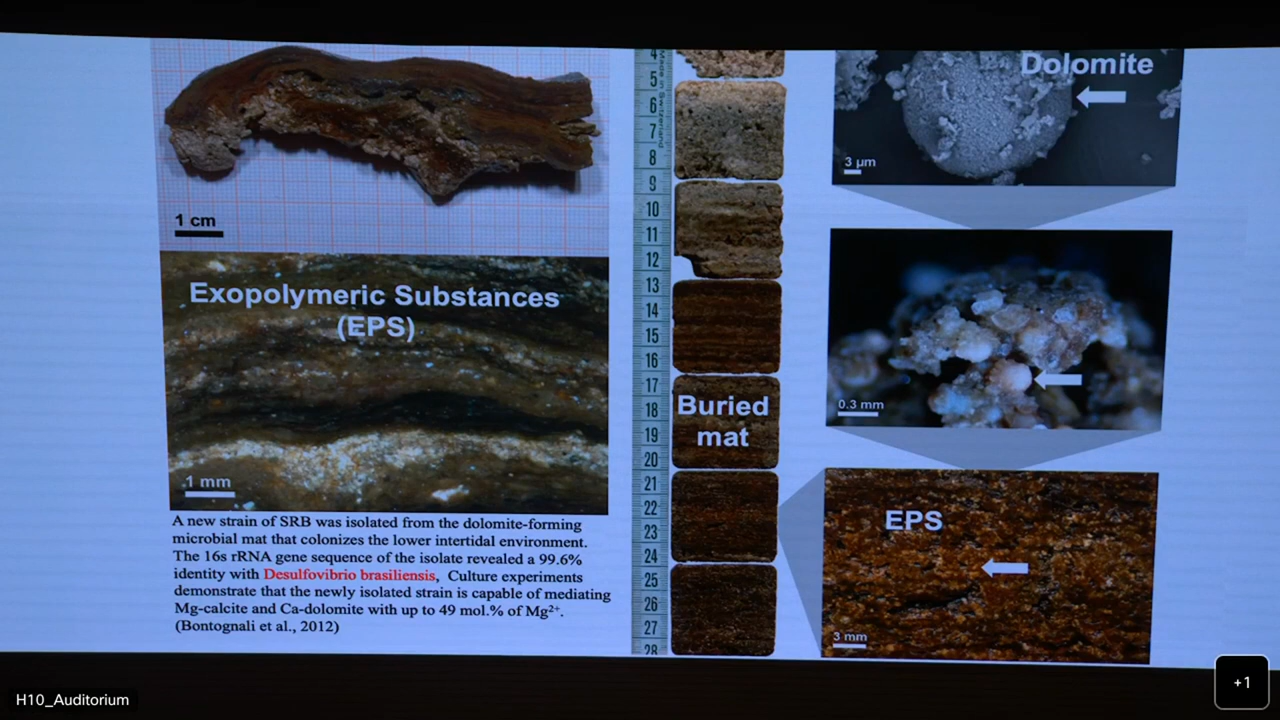 1 cm
Exopolymeric Substances
(EPS)
1 mm
A new strain of SRB was isolated from the dolomite-forming
microbial mat that colonizes the lower intertidal environment.
The 16s rRNA gene sequence of the isolate revealed a 99.6%
identity with Desulfovibrio brasiliensis, Culture experiments
demonstrate that the newly isolated strain is capable of mediating
Mg-calcite and Ca-dolomite with up to 49 mol.% of Mg²⁺.
(Bontognali et al., 2012)
4
5
6
7
8
9
10
11
12
13
14
15
16
17
18
19
20
21
22
23
24
25
26
27
28
Made in Switzerland
Buried
mat
Dolomite
3 µm
0.3 mm
EPS
3 mm
H10_Auditorium
+1